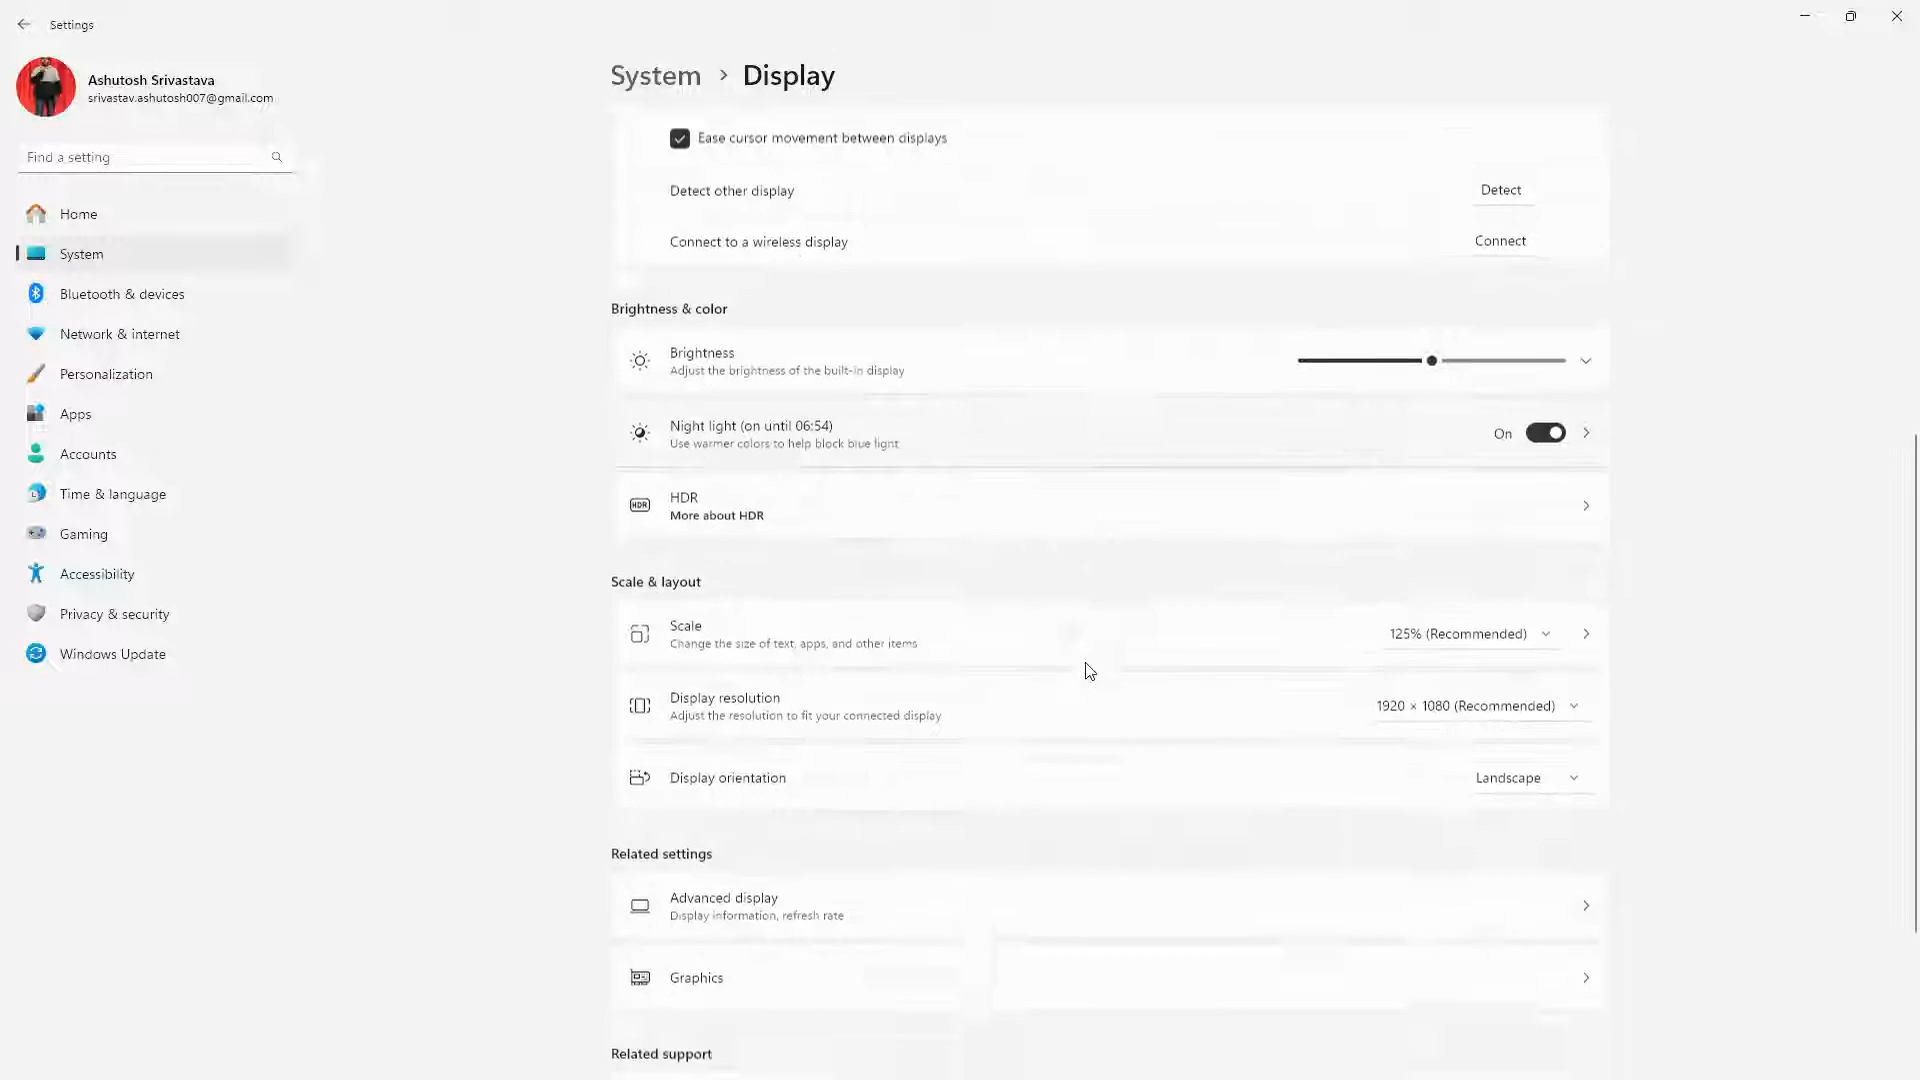 Settings
Ashutosh Srivastava
srivastav.ashutosh007@gmail.com
Find a setting
Home
System
Bluetooth & devices
Network & internet
Personalization
Apps
Accounts
Time & language
Gaming
Accessibility
Privacy & security
Windows Update
System > Display
Ease cursor movement between displays
Detect other display
Detect
Connect to a wireless display
Connect
Brightness & color
Brightness
Adjust the brightness of the built-in display
Night light (on until 06:54)
Use warmer colors to help block blue light
On
HDR
HDR
More about HDR
Scale & layout
Scale
Change the size of text, apps, and other items
125% (Recommended)
Display resolution
Adjust the resolution to fit your connected display
1920 × 1080 (Recommended)
Display orientation
Landscape
Related settings
Advanced display
Display information, refresh rate
Graphics
Related support